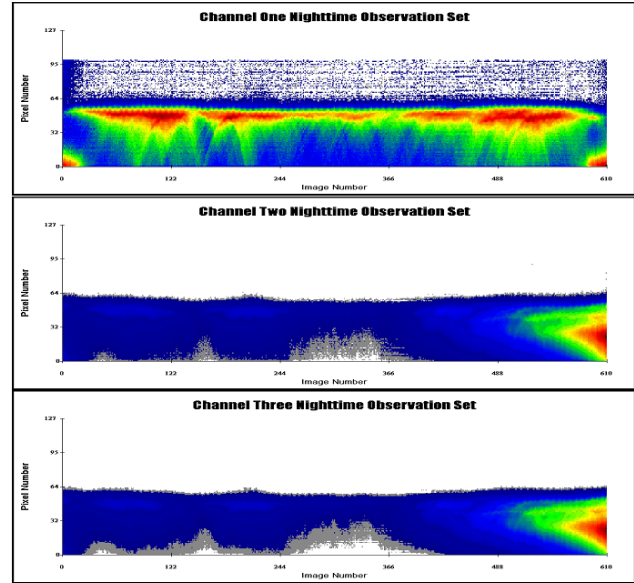 Channel One Nighttime Observation Set
127
95
64
32
0
Pixel Number
0 122 244 366 488 610
Image Number
Channel Two Nighttime Observation Set
127
95
64
32
0
Pixel Number
0 122 244 366 488 610
Image Number
Channel Three Nighttime Observation Set
127
95
64
32
0
Pixel Number
0 122 244 366 488 610
Image Number